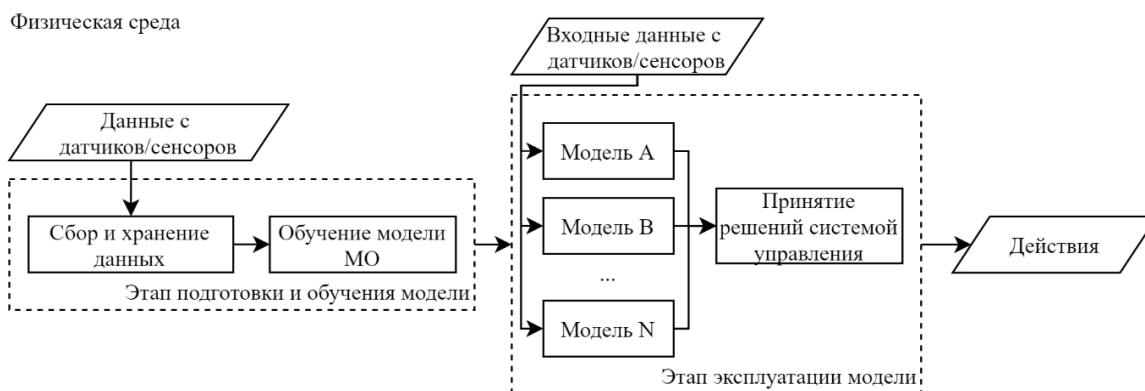 Физическая среда
Входные данные с
датчиков/сенсоров
Данные с
датчиков/сенсоров
Сбор и хранение
данных
Обучение модели
МО
Этап подготовки и обучения модели
Модель A
Модель B
...
Модель N
Принятие
решений системой
управления
Этап эксплуатации модели
Действия